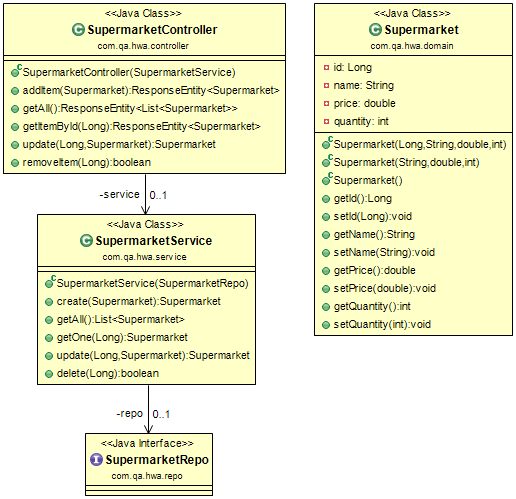 <<Java Class>>
SupermarketController
com.qa.hwa.controller
SupermarketController(SupermarketService)
addItem(Supermarket):ResponseEntity<Supermarket>
getAll():ResponseEntity<List<Supermarket>>
getItemById(Long):ResponseEntity<Supermarket>
update(Long,Supermarket):Supermarket
removeItem(Long):boolean
-service
0..1
<<Java Class>>
SupermarketService
com.qa.hwa.service
SupermarketService(SupermarketRepo)
create(Supermarket):Supermarket
getAll():List<Supermarket>
getOne(Long):Supermarket
update(Long,Supermarket):Supermarket
delete(Long):boolean
-repo
0..1
<<Java Interface>>
SupermarketRepo
com.qa.hwa.repo
<<Java Class>>
Supermarket
com.qa.hwa.domain
id: Long
name: String
price: double
quantity: int
Supermarket(Long,String,double,int)
Supermarket(String,double,int)
Supermarket()
getId():Long
setId(Long):void
getName():String
setName(String):void
getPrice():double
setPrice(double):void
getQuantity():int
setQuantity(int):void